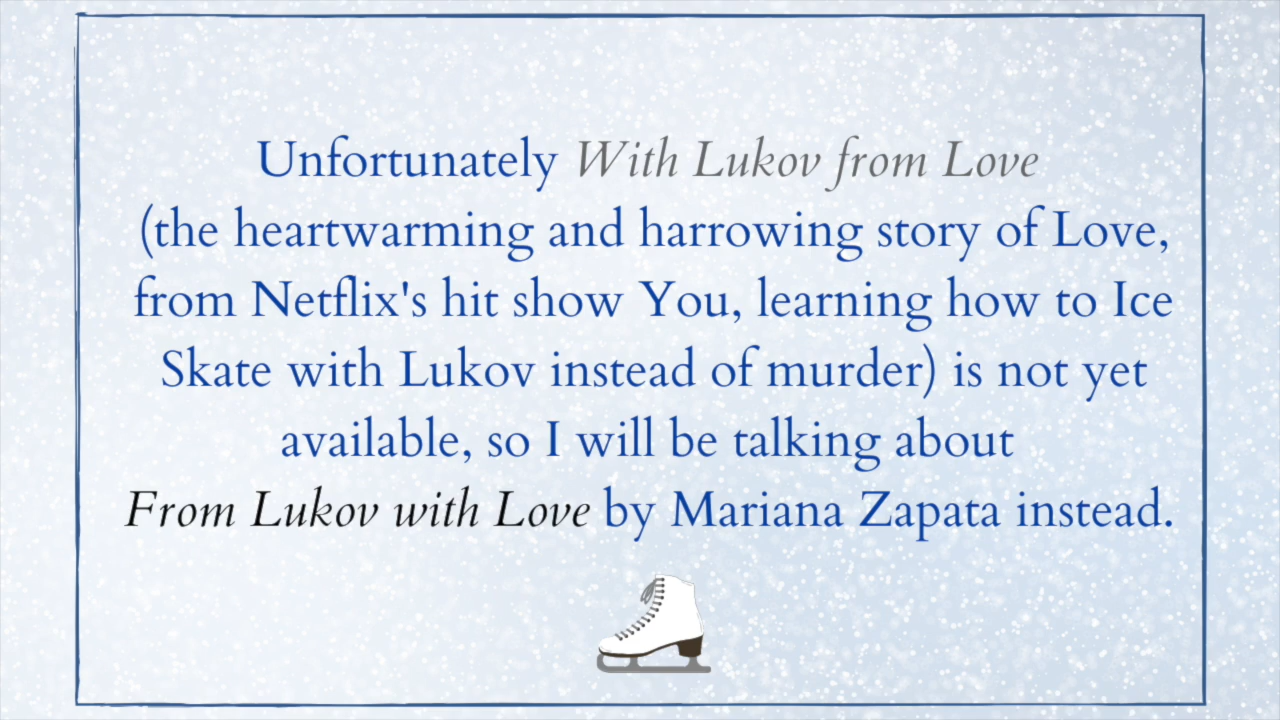 Unfortunately With Lukov from Love
(the heartwarming and harrowing story of Love,
from Netflix's hit show You, learning how to Ice
Skate with Lukov instead of murder) is not yet
available, so I will be talking about
From Lukov with Love by Mariana Zapata instead.